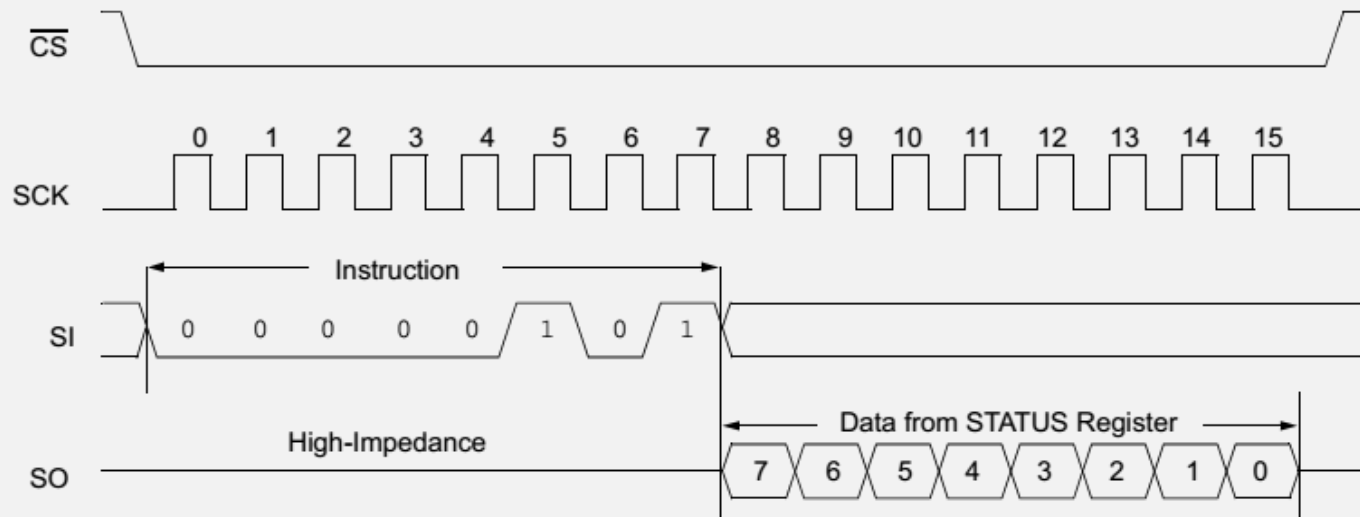 CS
0 1 2 3 4 5 6 7 8 9 10 11 12 13 14 15
SCK
Instruction
SI 0 0 0 0 0 1 0 1
Data from STATUS Register
High-Impedance
SO 7 6 5 4 3 2 1 0